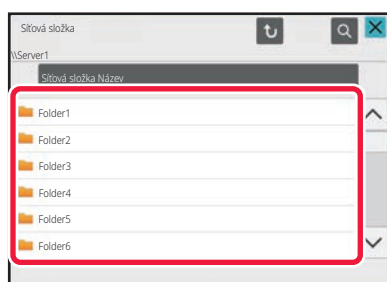 Síťová složka
\\Server1
Síťová složka Název
Folder1
Folder2
Folder3
Folder4
Folder5
Folder6